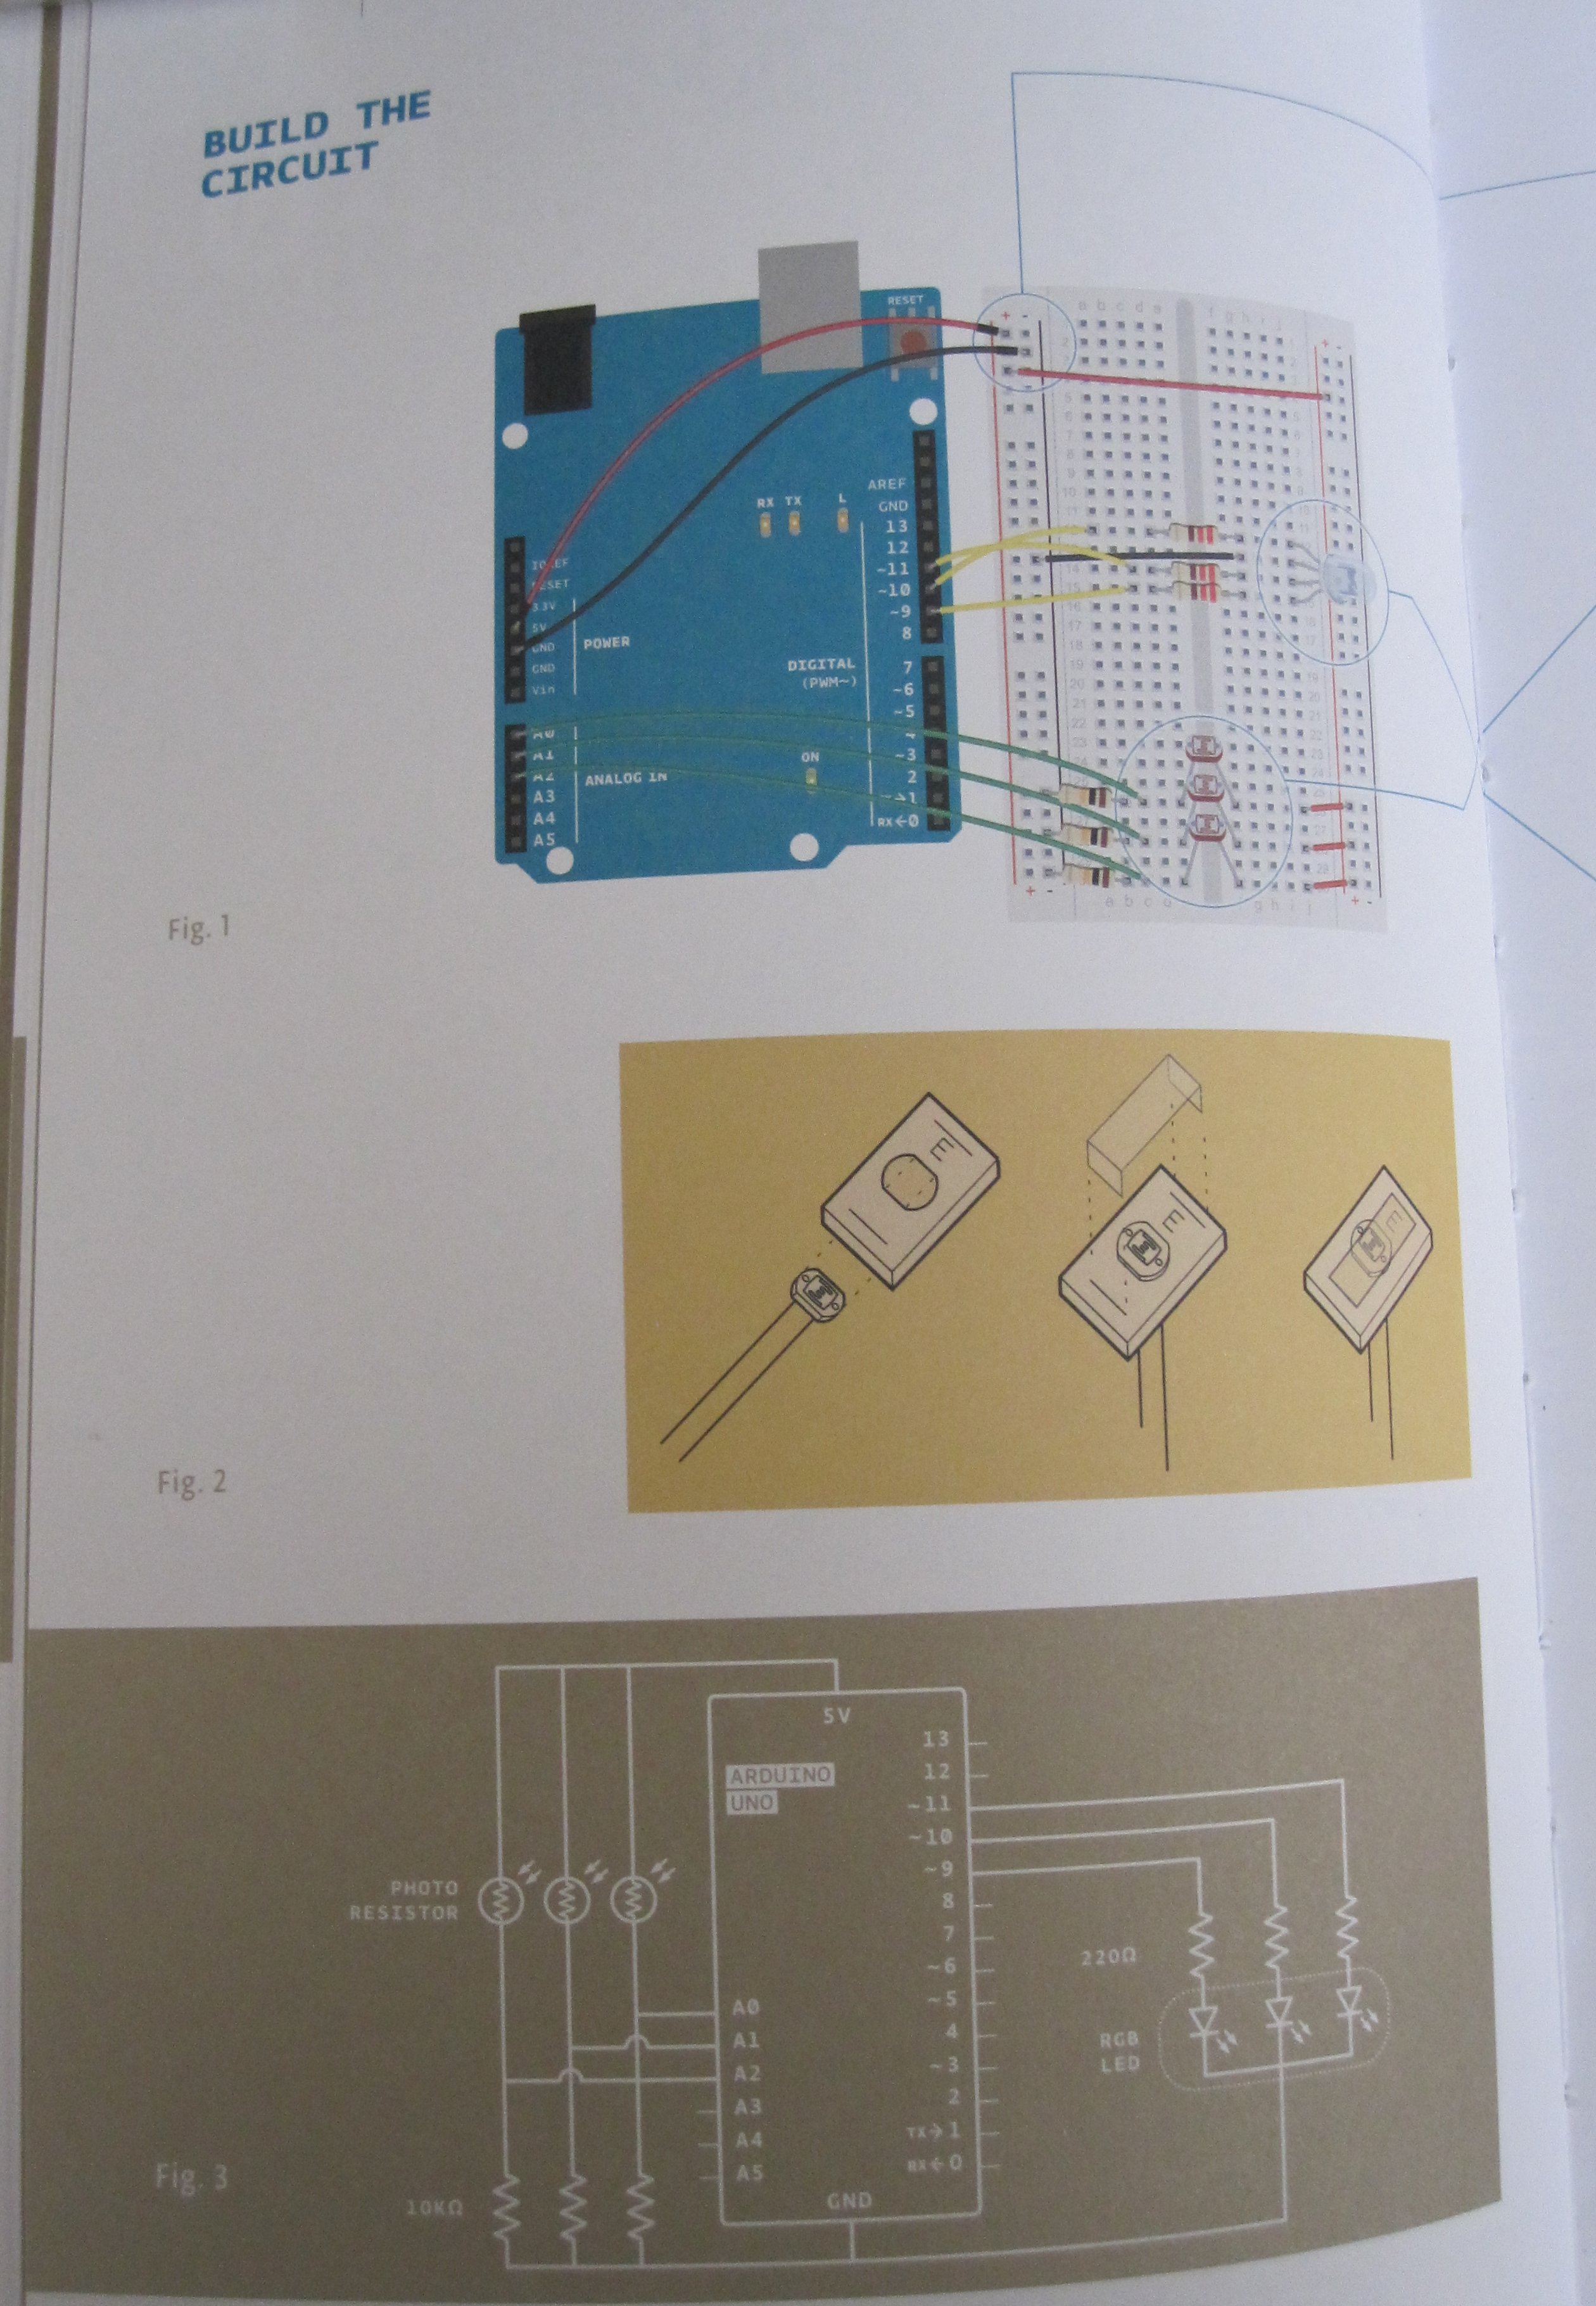 BUILD THE
CIRCUIT
RESET
AREF
GND
13
12
~11
~10
~9
8
7
~6
~5
4
~3
2
1
RX←0
RX TX L
3.3V
5V
GND
GND
Vin
POWER
DIGITAL
(PWM~)
A0
A1
A2
A3
A4
A5
ANALOG IN
ON
+ -
a b c d e
f g h i j
+ -
+ -
a b c d
g h i j
+ -
Fig. 1
E
E
E
Fig. 2
5V
ARDUINO
UNO
13
12
~11
~10
~9
8
7
~6
~5
4
~3
2
TX→1
RX←0
PHOTO
RESISTOR
A0
A1
A2
A3
A4
A5
GND
220Ω
RGB
LED
10KΩ
Fig. 3